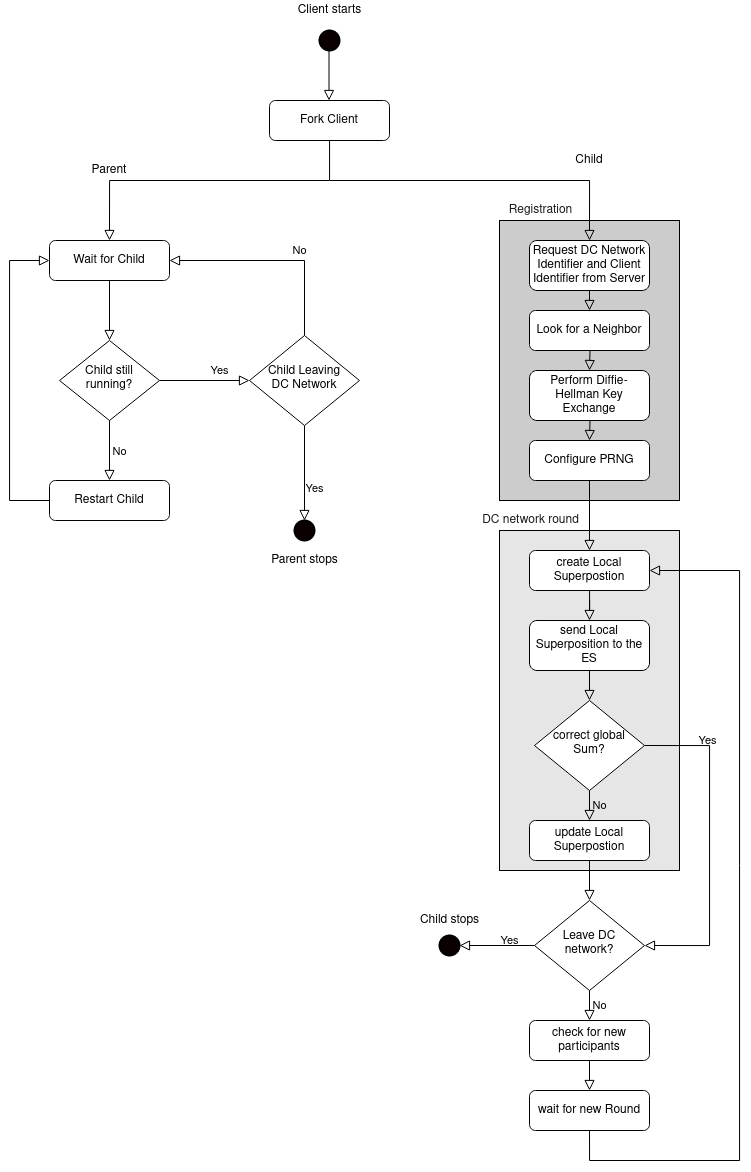 Client starts
Fork Client
Parent
Child
Registration
Wait for Child
No
Request DC Network
Identifier and Client
Identifier from Server
Look for a Neighbor
Child still
running?
Yes
Child Leaving
DC Network
Perform Diffie-
Hellman Key
Exchange
No
Configure PRNG
Yes
Restart Child
Parent stops
DC network round
create Local
Superpostion
send Local
Superposition to the
ES
correct global
Sum?
Yes
No
update Local
Superpostion
Child stops
Yes
Leave DC
network?
No
check for new
participants
wait for new Round